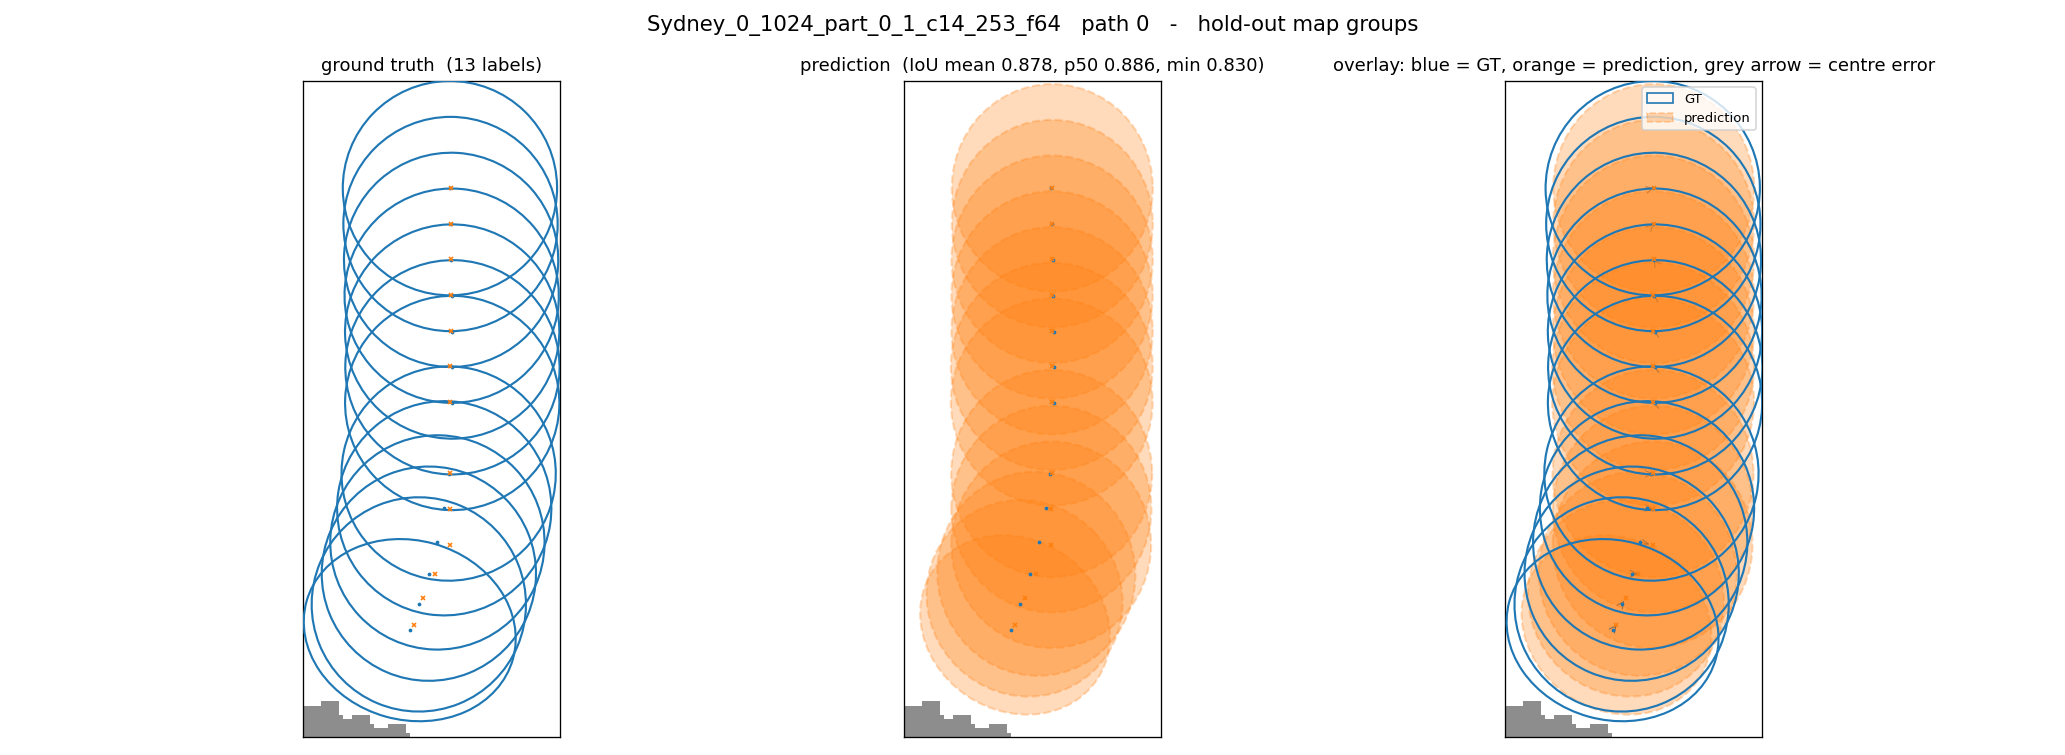 Sydney_0_1024_part_0_1_c14_253_f64   path 0   -   hold-out map groups
ground truth  (13 labels)
prediction  (IoU mean 0.878, p50 0.886, min 0.830)
overlay: blue = GT, orange = prediction, grey arrow = centre error
GT
prediction